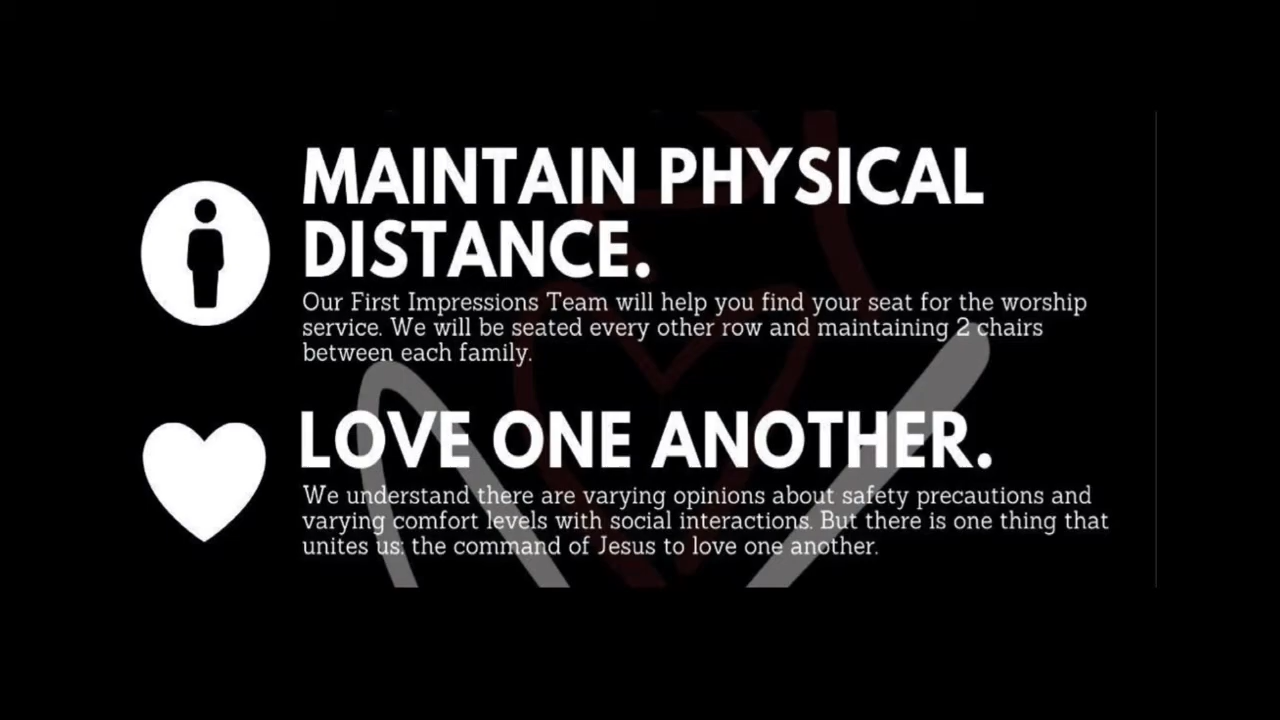 MAINTAIN PHYSICAL
DISTANCE.
Our First Impressions Team will help you find your seat for the worship
service. We will be seated every other row and maintaining 2 chairs
between each family.
LOVE ONE ANOTHER.
We understand there are varying opinions about safety precautions and
varying comfort levels with social interactions. But there is one thing that
unites us: the command of Jesus to love one another.